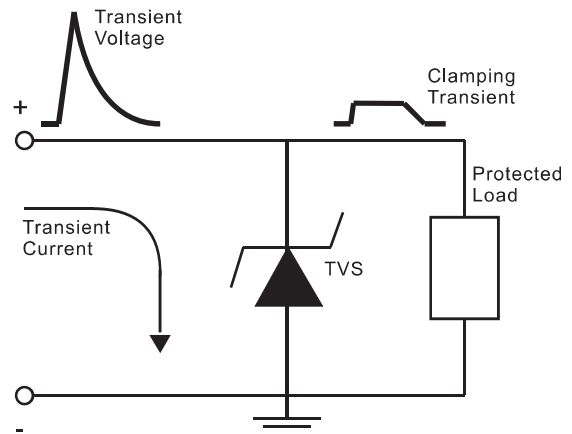 Transient
Voltage
Clamping
Transient
+
Protected
Load
Transient
Current
TVS
-